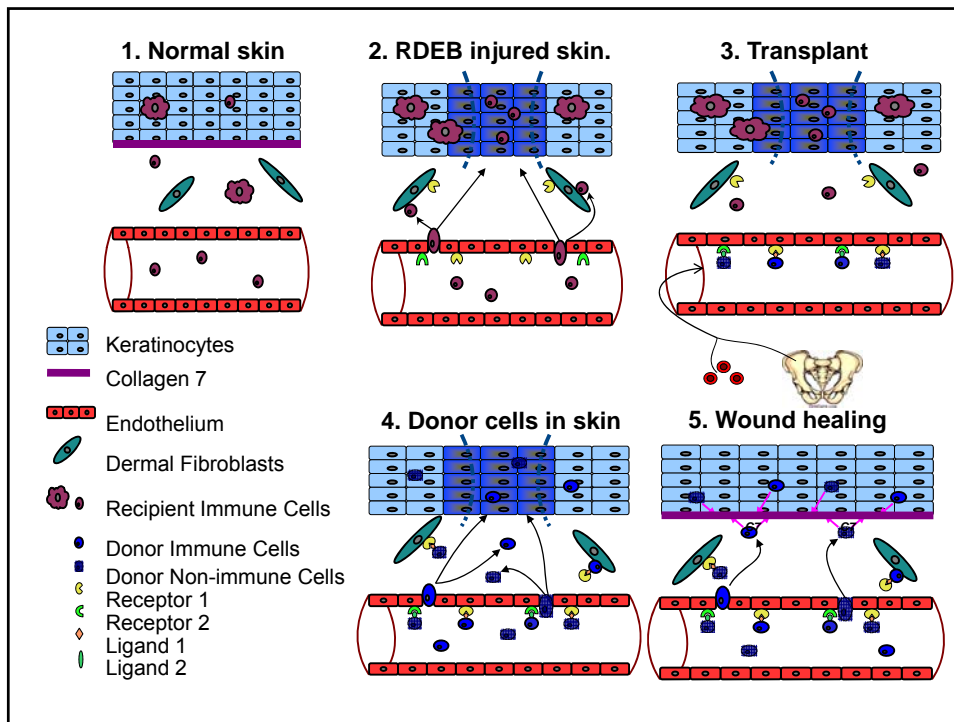 1. Normal skin
2. RDEB injured skin.
3. Transplant
Keratinocytes
Collagen 7
Endothelium
Dermal Fibroblasts
Recipient Immune Cells
Donor Immune Cells
Donor Non-immune Cells
Receptor 1
Receptor 2
Ligand 1
Ligand 2
4. Donor cells in skin
5. Wound healing